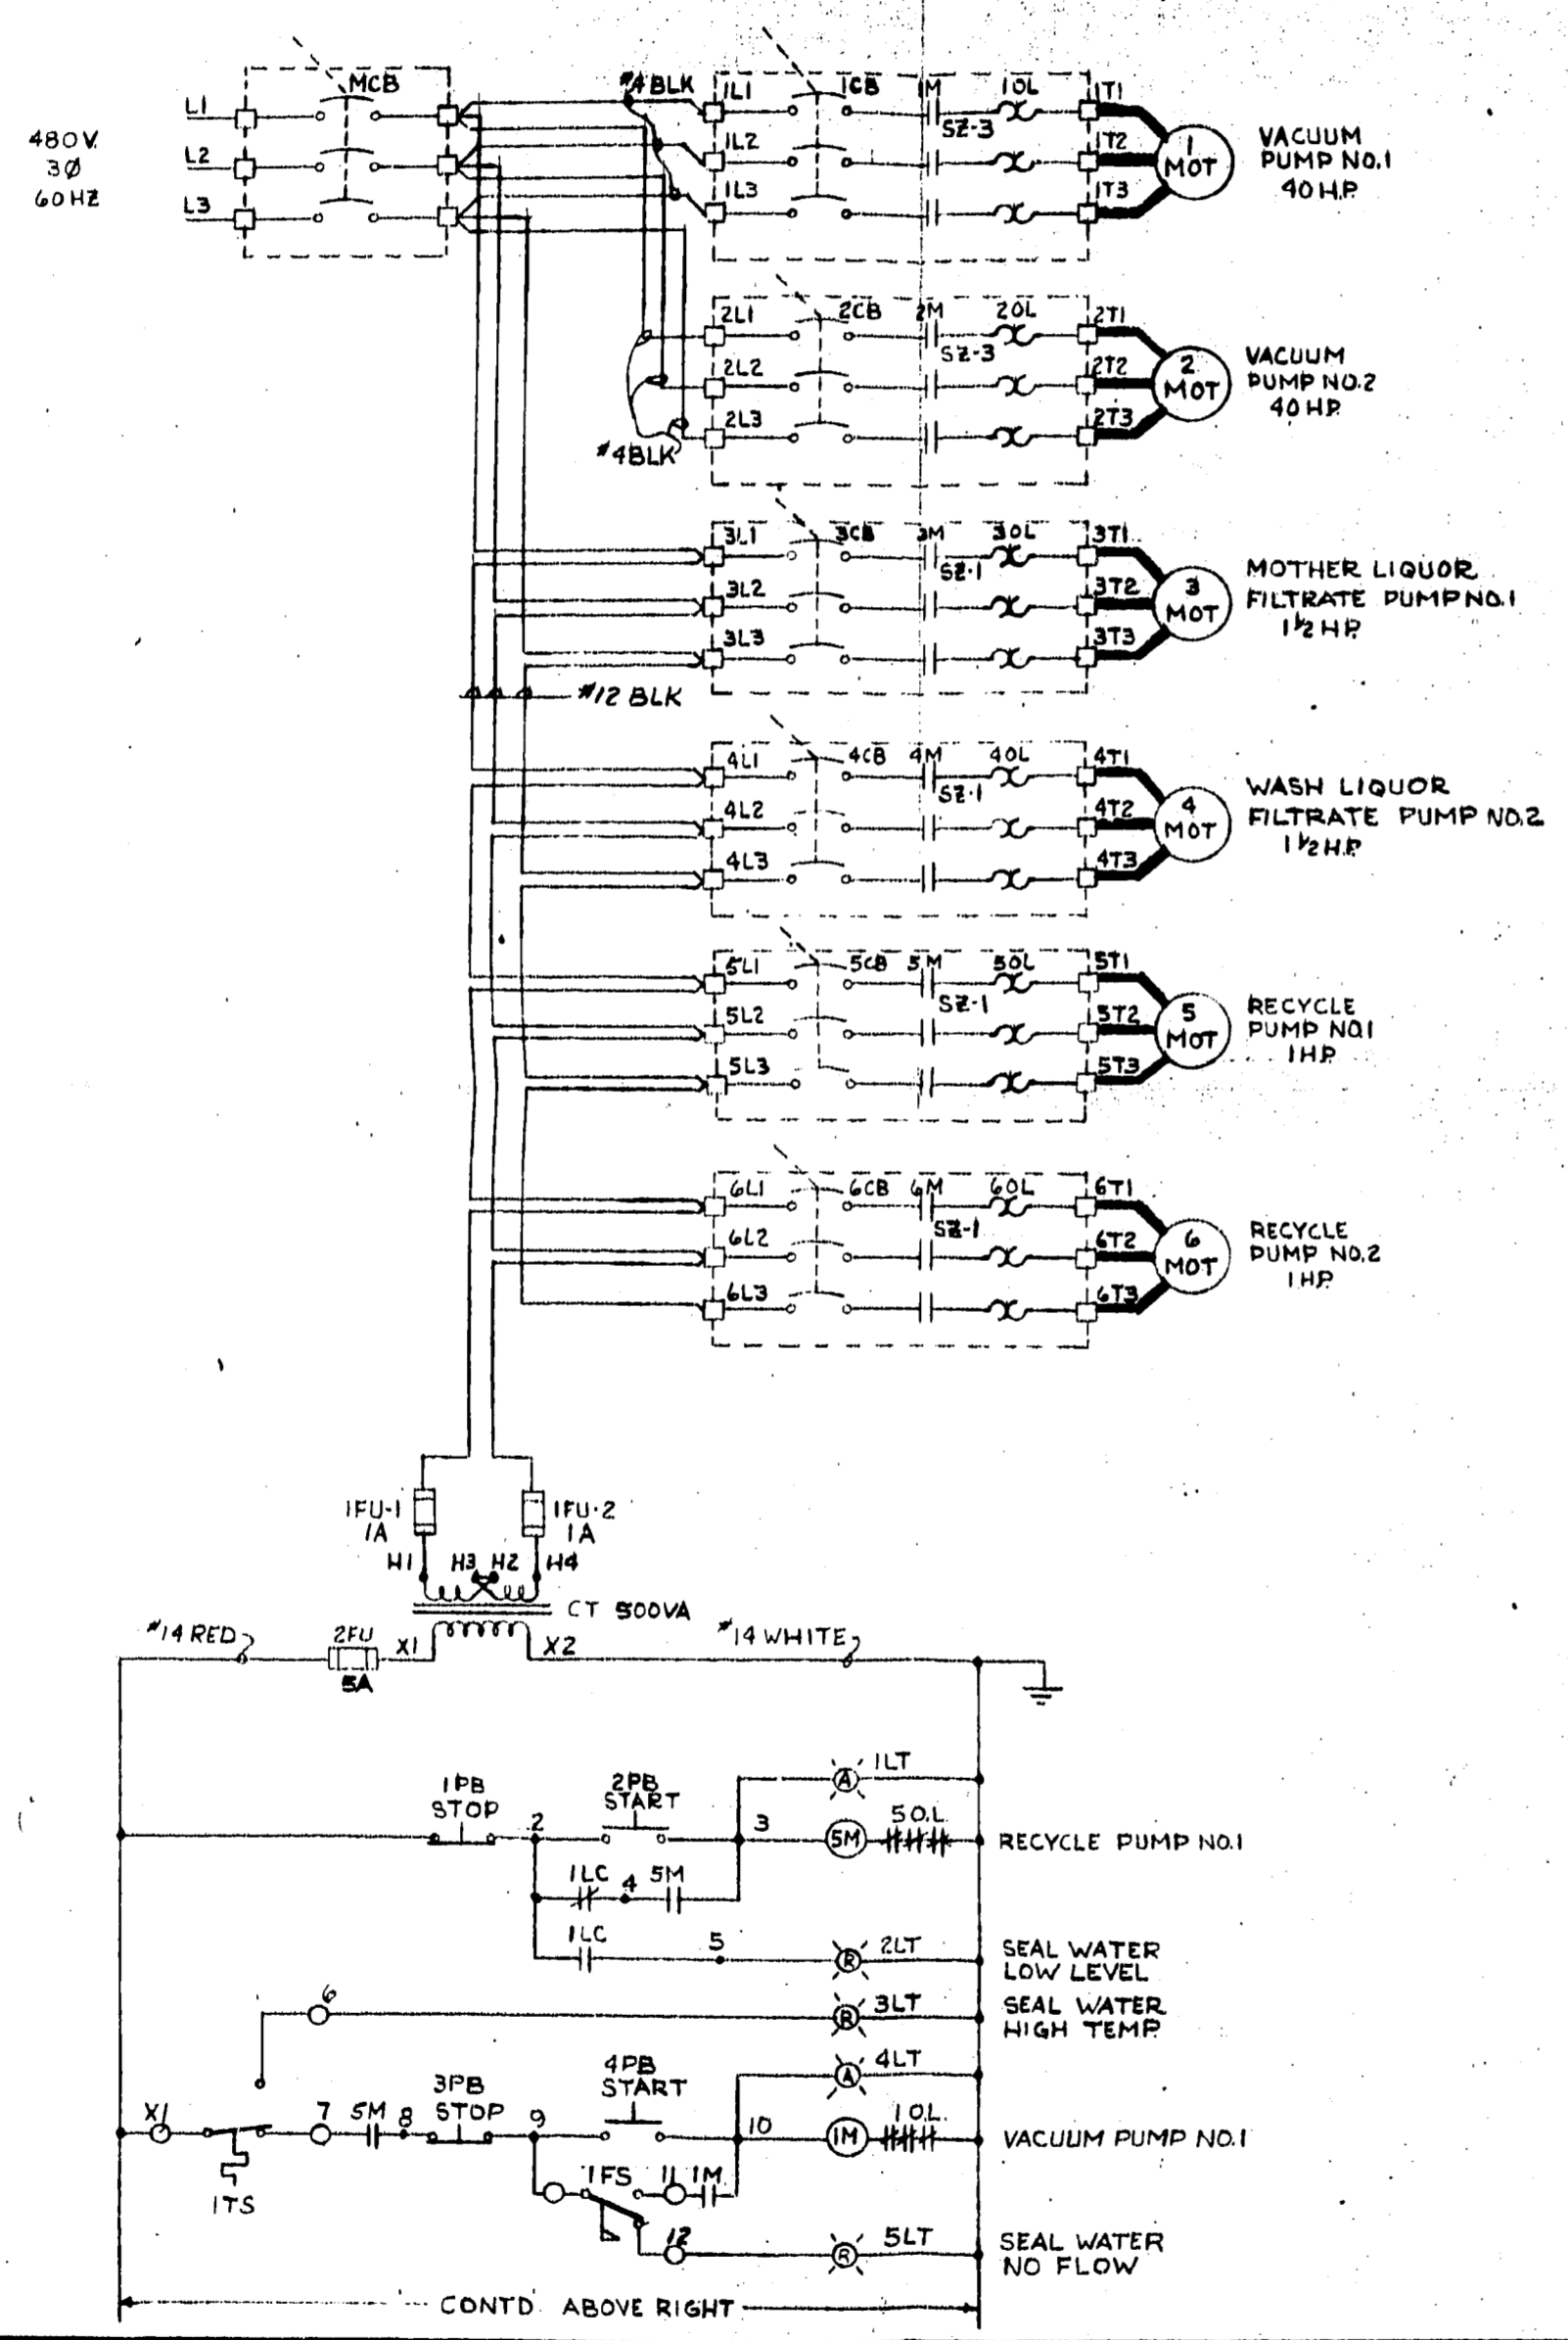 MCB
L1
L2
L3
480V.
3Ø
60HZ
#4BLK
1L1
1L2
1L3
1CB
1M
SZ-3
1OL
1T1
1T2
1T3
1
MOT
VACUUM
PUMP NO.1
40 H.P.
2L1
2L2
2L3
2CB
2M
SZ-3
2OL
2T1
2T2
2T3
2
MOT
VACUUM
PUMP NO.2
40 H.P.
#4BLK
3L1
3L2
3L3
3CB
3M
SZ-1
3OL
3T1
3T2
3T3
3
MOT
MOTHER LIQUOR
FILTRATE PUMP NO.1
1 1/2 H.P.
#12 BLK
4L1
4L2
4L3
4CB
4M
SZ-1
4OL
4T1
4T2
4T3
4
MOT
WASH LIQUOR
FILTRATE PUMP NO.2
1 1/2 H.P.
5L1
5L2
5L3
5CB
5M
SZ-1
5OL
5T1
5T2
5T3
5
MOT
RECYCLE
PUMP NO.1
1 H.P.
6L1
6L2
6L3
6CB
6M
SZ-1
6OL
6T1
6T2
6T3
6
MOT
RECYCLE
PUMP NO.2
1 H.P.
1FU-1
1A
1FU-2
1A
H1 H3 H2 H4
CT 500VA
#14 RED
2FU
5A
X1
X2
#14 WHITE
1PB
STOP
2
2PB
START
3
A
1LT
5M
5 O.L.
RECYCLE PUMP NO.1
1LC
4
5M
1LC
5
R
2LT
SEAL WATER
LOW LEVEL
6
R
3LT
SEAL WATER
HIGH TEMP.
X1
1TS
7
5M
8
3PB
STOP
9
4PB
START
10
A
4LT
1M
1 O.L.
VACUUM PUMP NO.1
1FS
11
1M
12
R
5LT
SEAL WATER
NO FLOW
CONTD. ABOVE RIGHT